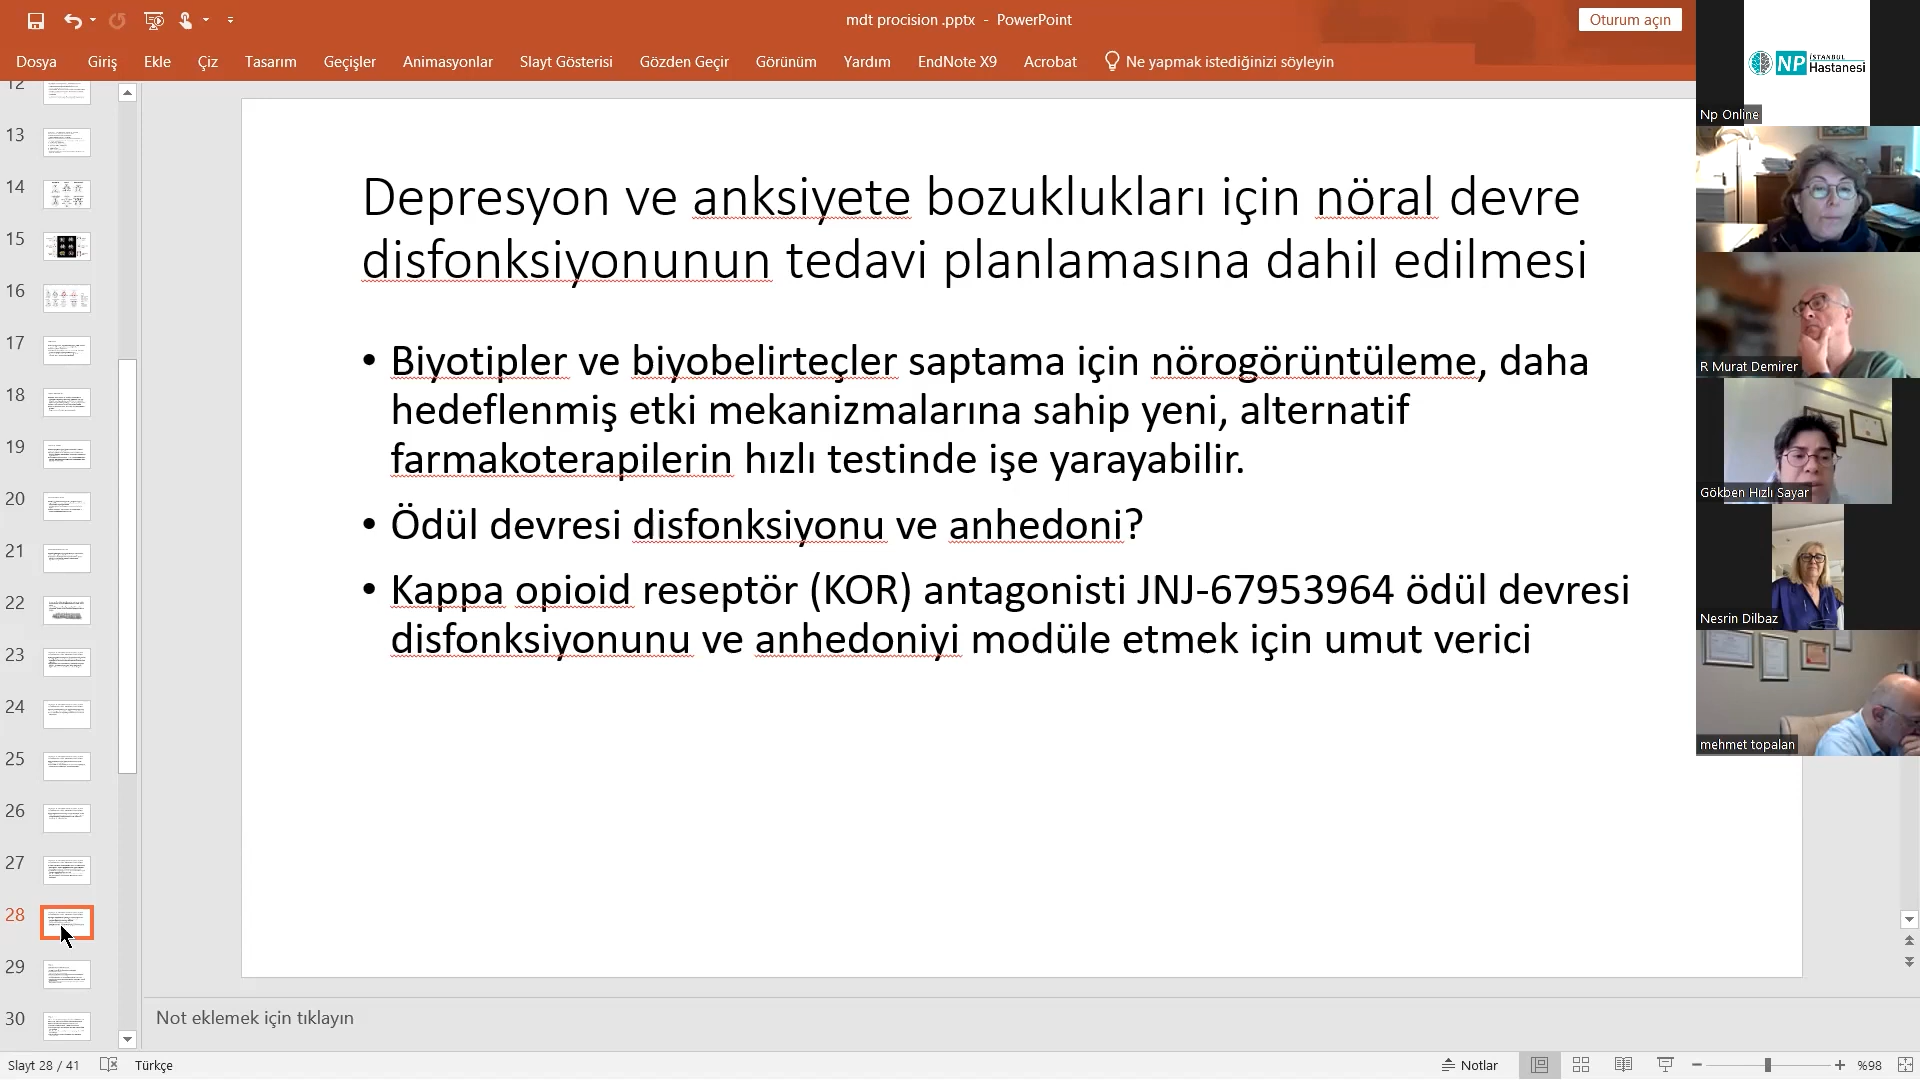 mdt procision .pptx - PowerPoint
Oturum açın
Dosya
Giriş
Ekle
Çiz
Tasarım
Geçişler
Animasyonlar
Slayt Gösterisi
Gözden Geçir
Görünüm
Yardım
EndNote X9
Acrobat
Ne yapmak istediğinizi söyleyin
12
13
14
15
16
17
18
19
20
21
22
23
24
25
26
27
28
29
30
Depresyon ve anksiyete bozuklukları için nöral devre
disfonksiyonunun tedavi planlamasına dahil edilmesi
• Biyotipler ve biyobelirteçler saptama için nörogörüntüleme, daha
hedeflenmiş etki mekanizmalarına sahip yeni, alternatif
farmakoterapilerin hızlı testinde işe yarayabilir.
• Ödül devresi disfonksiyonu ve anhedoni?
• Kappa opioid reseptör (KOR) antagonisti JNJ-67953964 ödül devresi
disfonksiyonunu ve anhedoniyi modüle etmek için umut verici
NP İSTANBUL
Hastanesi
Np Online
R Murat Demirer
Gökben Hızlı Sayar
Nesrin Dilbaz
mehmet topalan
Not eklemek için tıklayın
Slayt 28 / 41
Türkçe
Notlar
%98